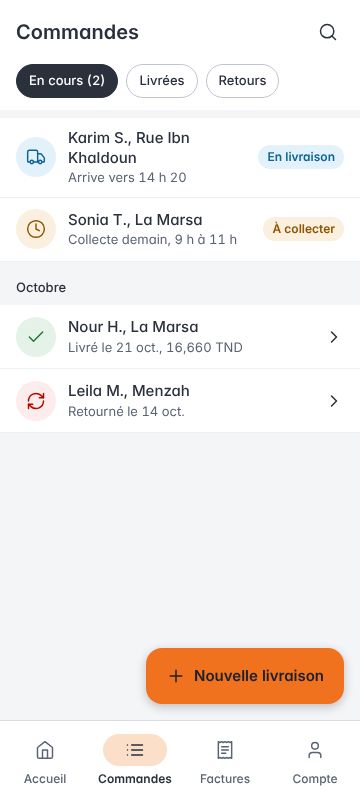 Commandes
En cours (2)
Livrées
Retours
Karim S., Rue Ibn
Khaldoun
Arrive vers 14 h 20
En livraison
Sonia T., La Marsa
Collecte demain, 9 h à 11 h
À collecter
Octobre
Nour H., La Marsa
Livré le 21 oct., 16,660 TND
Leila M., Menzah
Retourné le 14 oct.
Nouvelle livraison
Accueil
Commandes
Factures
Compte